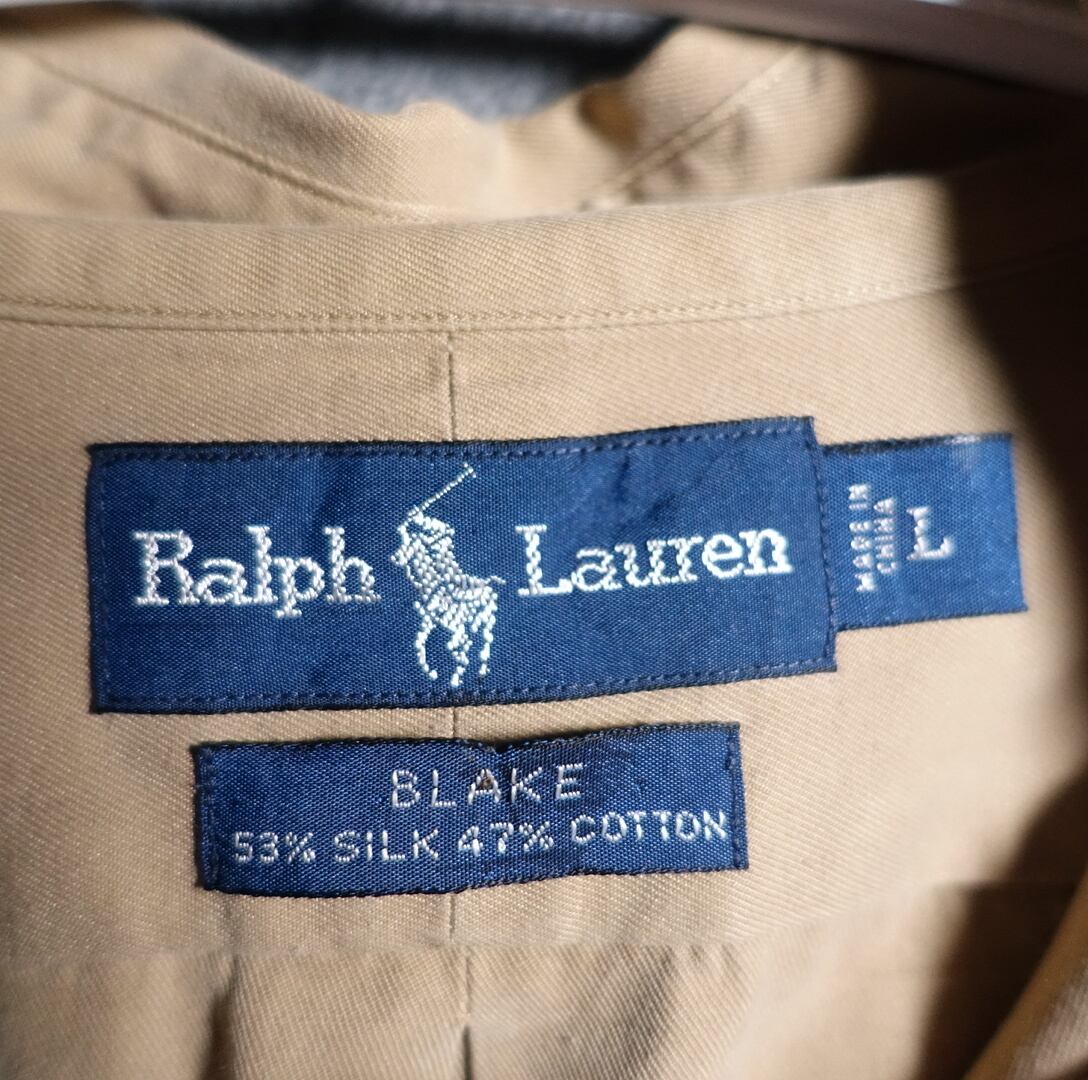 Ralph Lauren
MADE IN
CHINA
L
BLAKE
53% SILK 47% COTTON